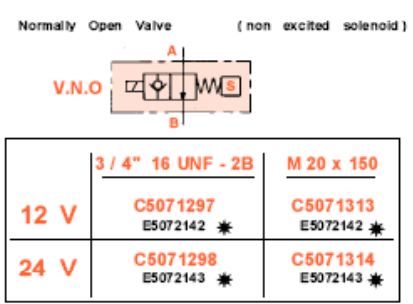 Normally Open Valve ( non excited solenoid )
A
V.N.O
S
B
3 / 4" 16 UNF - 2B M 20 x 150
12 V C5071297 C5071313
E5072142 ✷ E5072142 ✷
24 V C5071298 C5071314
E5072143 ✷ E5072143 ✷